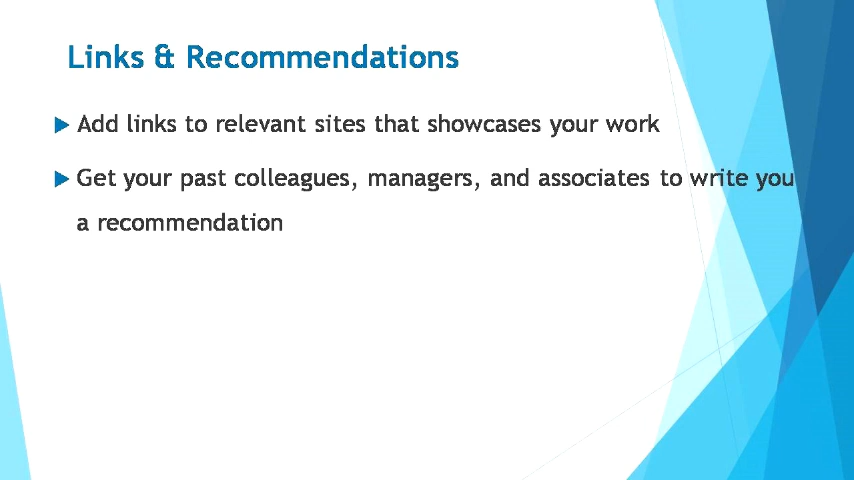 Links & Recommendations
Add links to relevant sites that showcases your work
Get your past colleagues, managers, and associates to write you
a recommendation